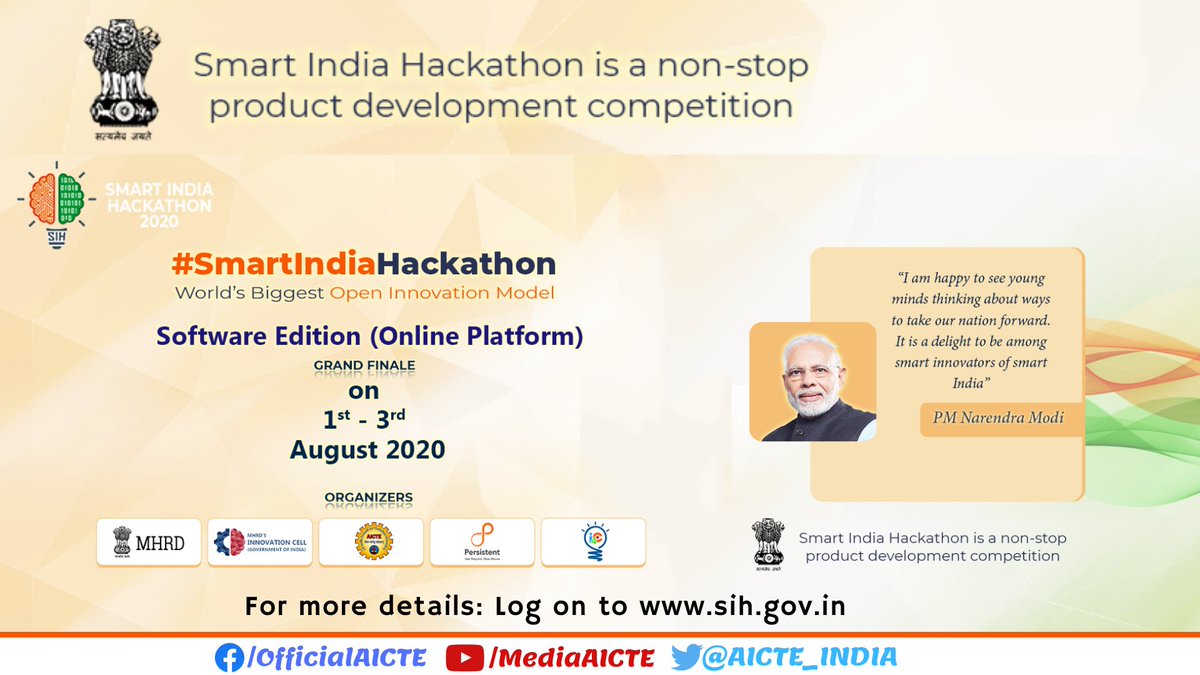 सत्यमेव जयते
Smart India Hackathon is a non-stop
product development competition
SIH
SMART INDIA
HACKATHON
2020
#SmartIndiaHackathon
World's Biggest Open Innovation Model
Software Edition (Online Platform)
GRAND FINALE
on
1st - 3rd
August 2020
ORGANIZERS
MHRD
MHRD'S
INNOVATION CELL
(GOVERNMENT OF INDIA)
AICTE
Persistent
"I am happy to see young
minds thinking about ways
to take our nation forward.
It is a delight to be among
smart innovators of smart
India"
PM Narendra Modi
सत्यमेव जयते
Smart India Hackathon is a non-stop
product development competition
For more details: Log on to www.sih.gov.in
/OfficialAICTE /MediaAICTE @AICTE_INDIA